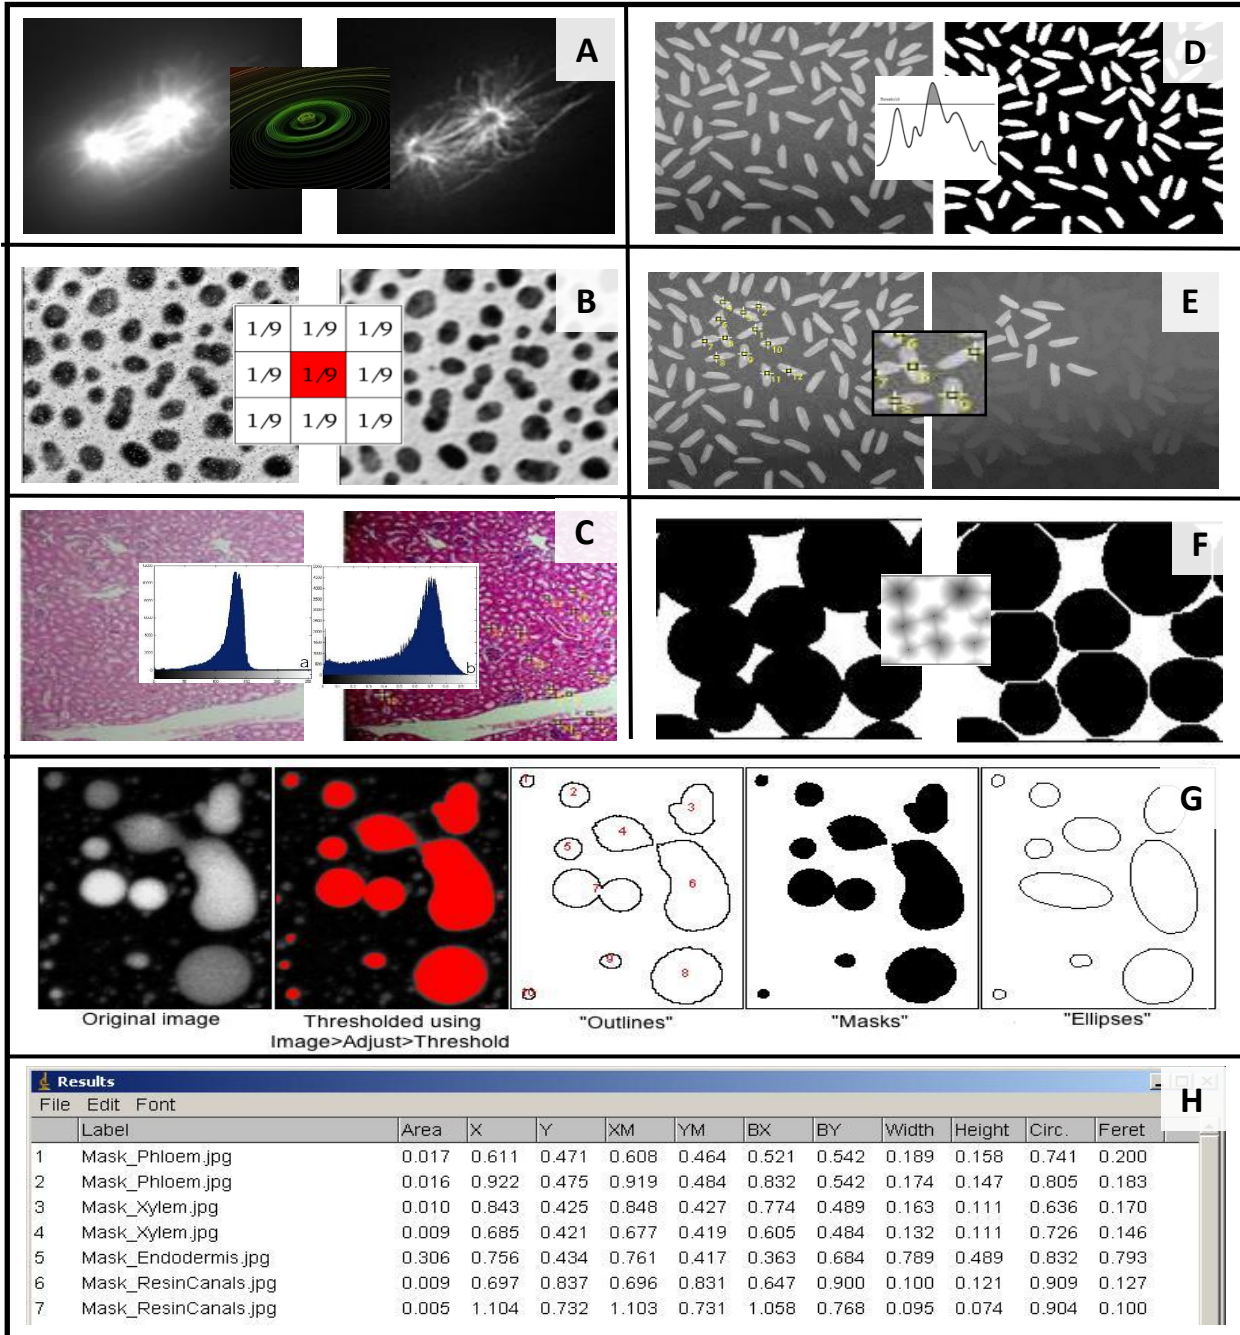 A
D
Threshold
B
1/9 1/9 1/9
1/9 1/9 1/9
1/9 1/9 1/9
E
C
a
b
F
G
1
2
3
4
5
6
7
8
9
10
Original image
Thresholded using
Image>Adjust>Threshold
"Outlines"
"Masks"
"Ellipses"
H
Results
File Edit Font
Label Area X Y XM YM BX BY Width Height Circ. Feret
1 Mask_Phloem.jpg 0.017 0.611 0.471 0.608 0.464 0.521 0.542 0.189 0.158 0.741 0.200
2 Mask_Phloem.jpg 0.016 0.922 0.475 0.919 0.484 0.832 0.542 0.174 0.147 0.805 0.183
3 Mask_Xylem.jpg 0.010 0.843 0.425 0.848 0.427 0.774 0.489 0.163 0.111 0.636 0.170
4 Mask_Xylem.jpg 0.009 0.685 0.421 0.677 0.419 0.605 0.484 0.132 0.111 0.726 0.146
5 Mask_Endodermis.jpg 0.306 0.756 0.434 0.761 0.417 0.363 0.684 0.789 0.489 0.832 0.793
6 Mask_ResinCanals.jpg 0.009 0.697 0.837 0.696 0.831 0.647 0.900 0.100 0.121 0.909 0.127
7 Mask_ResinCanals.jpg 0.005 1.104 0.732 1.103 0.731 1.058 0.768 0.095 0.074 0.904 0.100